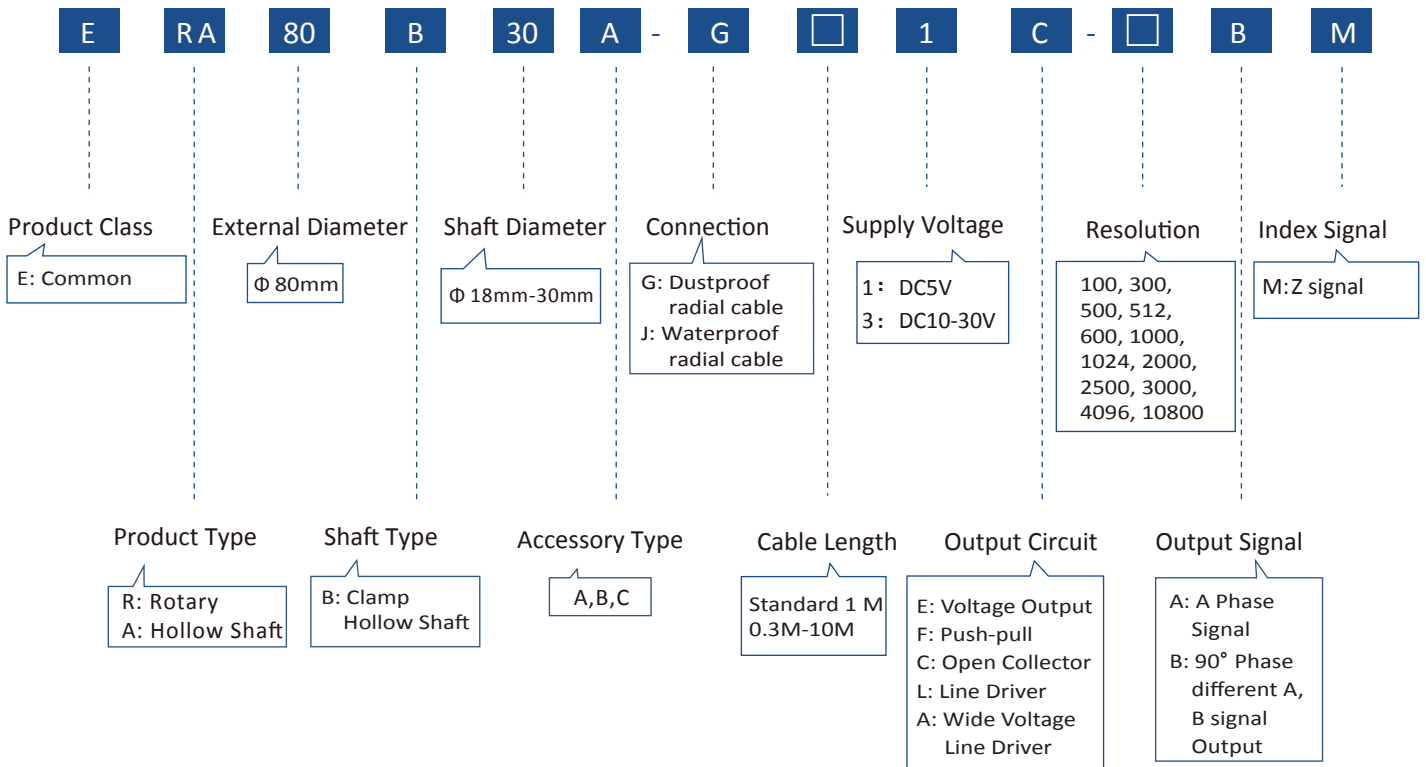 E RA 80 B 30 A - G □ 1 C - □ B M
Product Class
E: Common
External Diameter
Φ 80mm
Shaft Diameter
Φ 18mm-30mm
Connection
G: Dustproof
radial cable
J: Waterproof
radial cable
Supply Voltage
1: DC5V
3: DC10-30V
Resolution
100, 300,
500, 512,
600, 1000,
1024, 2000,
2500, 3000,
4096, 10800
Index Signal
M:Z signal
Product Type
R: Rotary
A: Hollow Shaft
Shaft Type
B: Clamp
Hollow Shaft
Accessory Type
A,B,C
Cable Length
Standard 1 M
0.3M-10M
Output Circuit
E: Voltage Output
F: Push-pull
C: Open Collector
L: Line Driver
A: Wide Voltage
Line Driver
Output Signal
A: A Phase
Signal
B: 90° Phase
different A,
B signal
Output